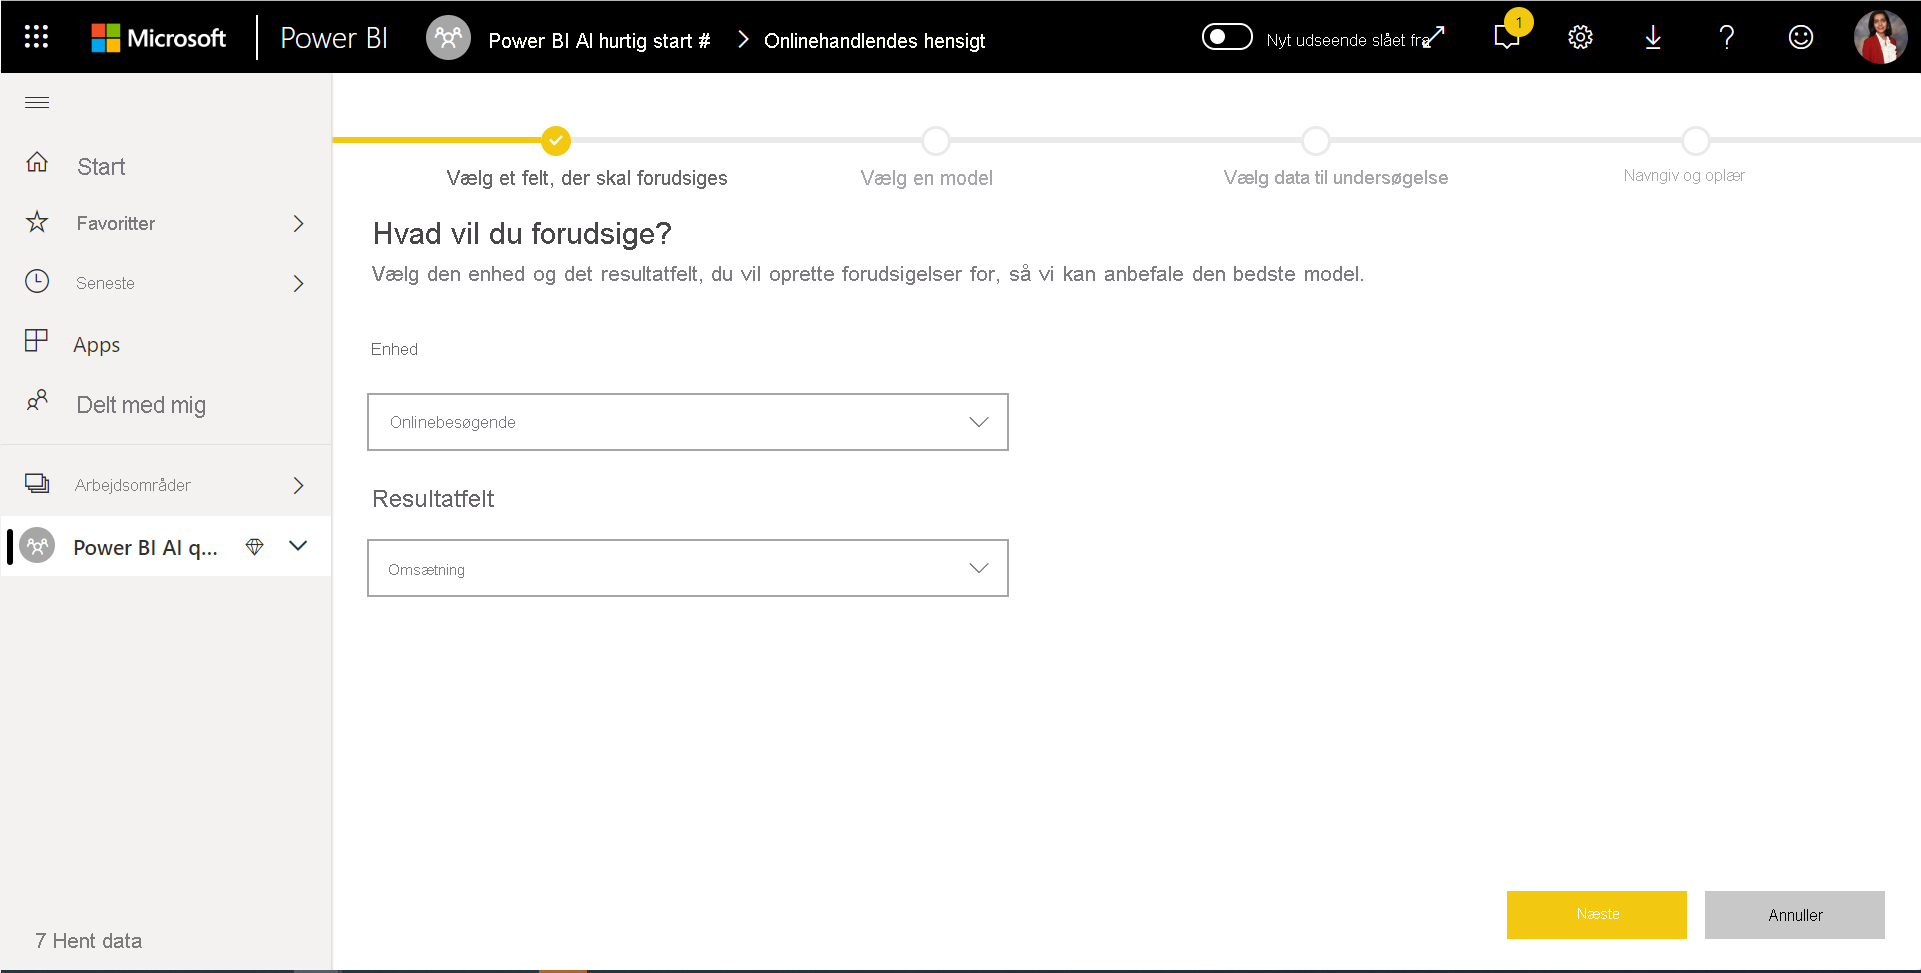 Microsoft Power BI Power BI AI hurtig start # > Onlinehandlendes hensigt Nyt udseende slået fra 1 ?
Start
Favoritter
Seneste
Apps
Delt med mig
Arbejdsområder
Power BI AI q...
7 Hent data
Vælg et felt, der skal forudsiges
Vælg en model
Vælg data til undersøgelse
Navngiv og oplær
Hvad vil du forudsige?
Vælg den enhed og det resultatfelt, du vil oprette forudsigelser for, så vi kan anbefale den bedste model.
Enhed
Onlinebesøgende
Resultatfelt
Omsætning
Næste
Annuller